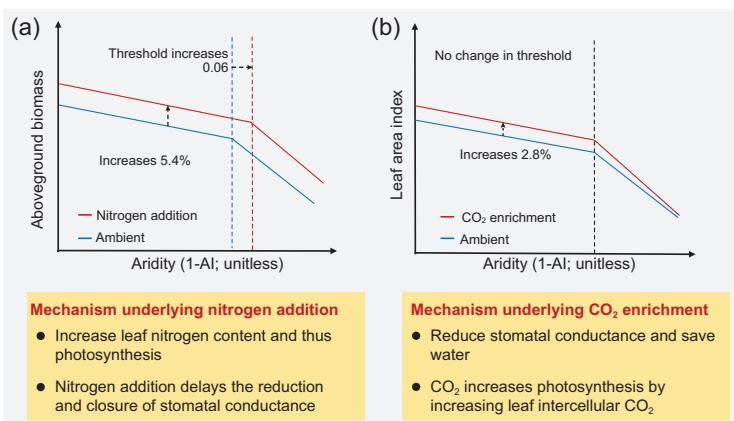 (a)
Threshold increases
0.06
Aboveground biomass
Increases 5.4%
Nitrogen addition
Ambient
Aridity (1-AI; unitless)
(b)
No change in threshold
Leaf area index
Increases 2.8%
CO₂ enrichment
Ambient
Aridity (1-AI; unitless)
Mechanism underlying nitrogen addition
● Increase leaf nitrogen content and thus
photosynthesis
● Nitrogen addition delays the reduction
and closure of stomatal conductance
Mechanism underlying CO₂ enrichment
● Reduce stomatal conductance and save
water
● CO₂ increases photosynthesis by
increasing leaf intercellular CO₂